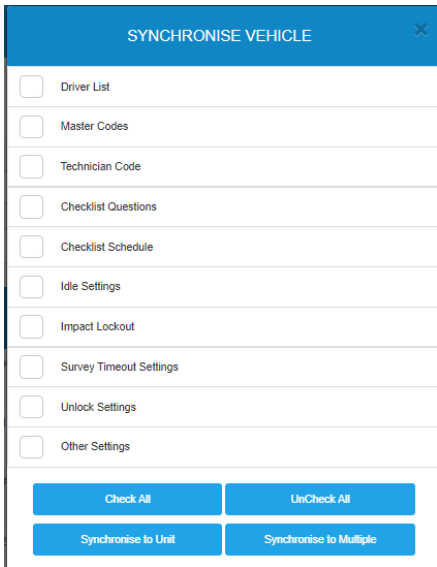 SYNCHRONISE VEHICLE
Driver List
Master Codes
Technician Code
Checklist Questions
Checklist Schedule
Idle Settings
Impact Lockout
Survey Timeout Settings
Unlock Settings
Other Settings
Check All
UnCheck All
Synchronise to Unit
Synchronise to Multiple